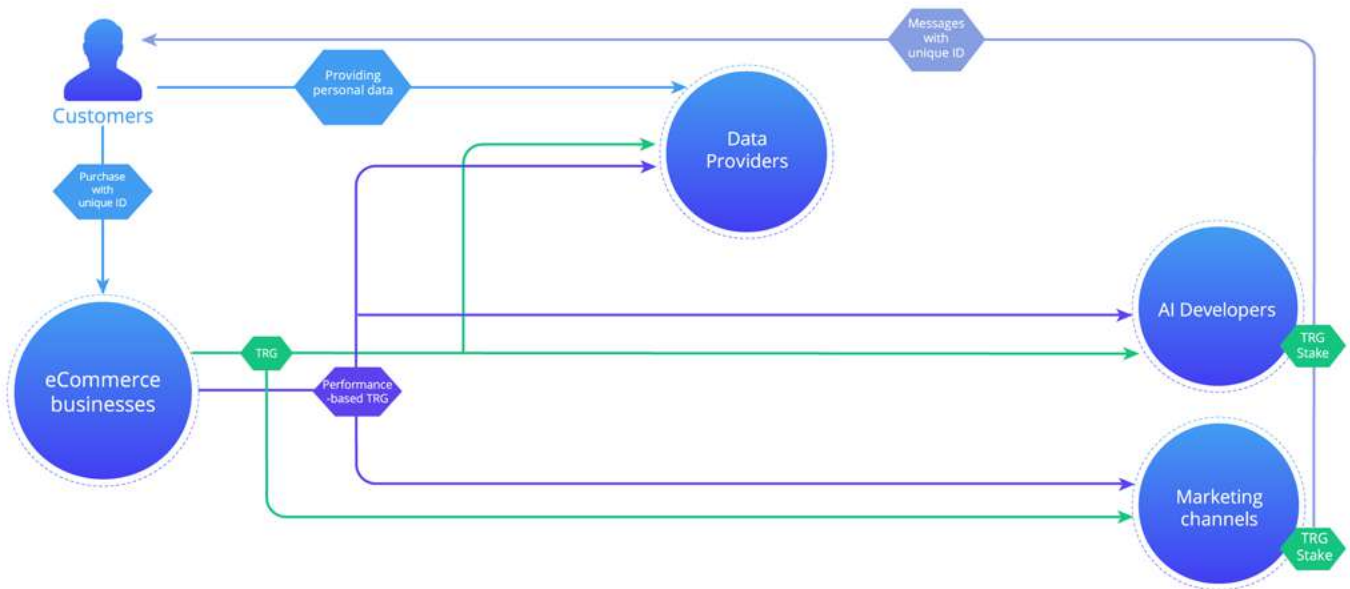 Messages
with
unique ID
Providing
personal data
Customers
Data
Providers
Purchase
with
unique ID
AI Developers
TRG
Stake
TRG
eCommerce
businesses
Performance
-based TRG
Marketing
channels
TRG
Stake